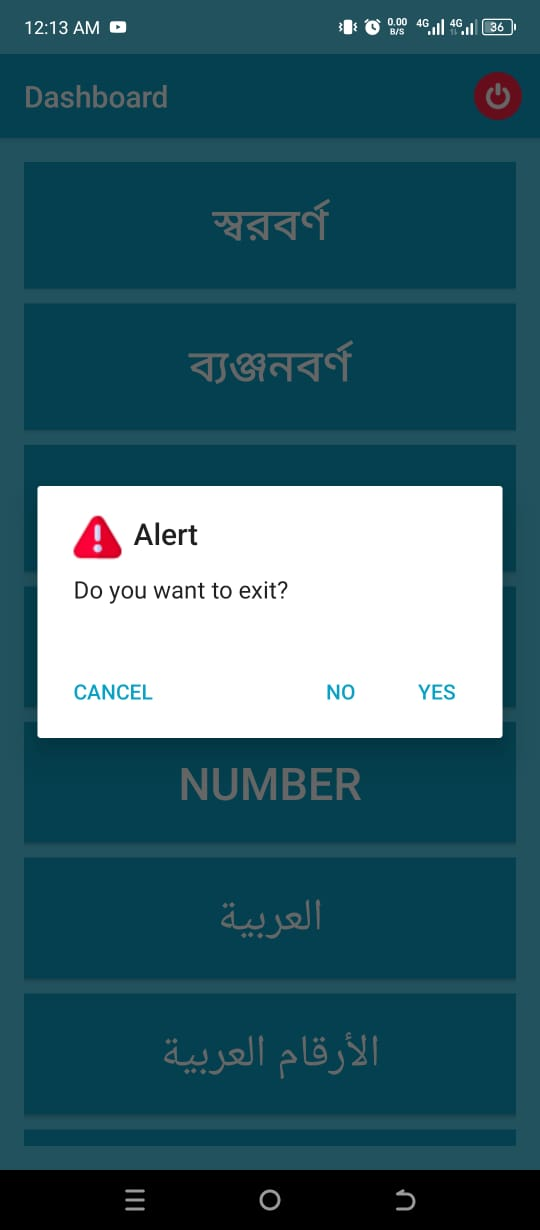 12:13 AM
0.00
B/S
4G
4G
36
Dashboard
স্বরবর্ণ
ব্যঞ্জনবর্ণ
Alert
Do you want to exit?
CANCEL NO YES
NUMBER
العربية
الأرقام العربية